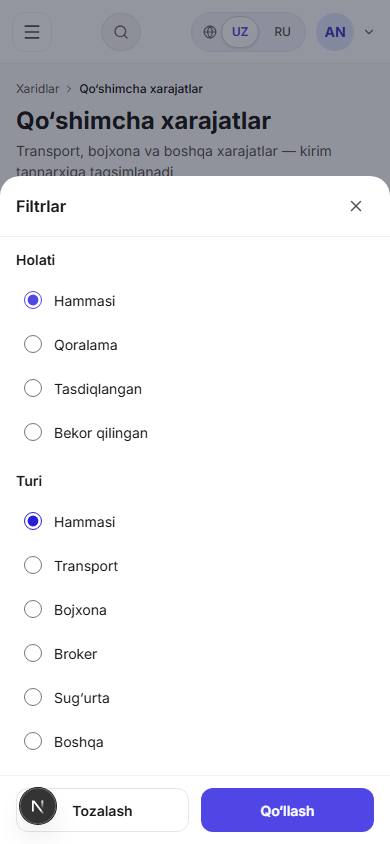 UZ RU AN
Xaridlar > Qo‘shimcha xarajatlar
Qo‘shimcha xarajatlar
Transport, bojxona va boshqa xarajatlar — kirim
tannarxiga taqsimlanadi
Filtrlar
Holati
Hammasi
Qoralama
Tasdiqlangan
Bekor qilingan
Turi
Hammasi
Transport
Bojxona
Broker
Sug‘urta
Boshqa
N Tozalash Qo‘llash